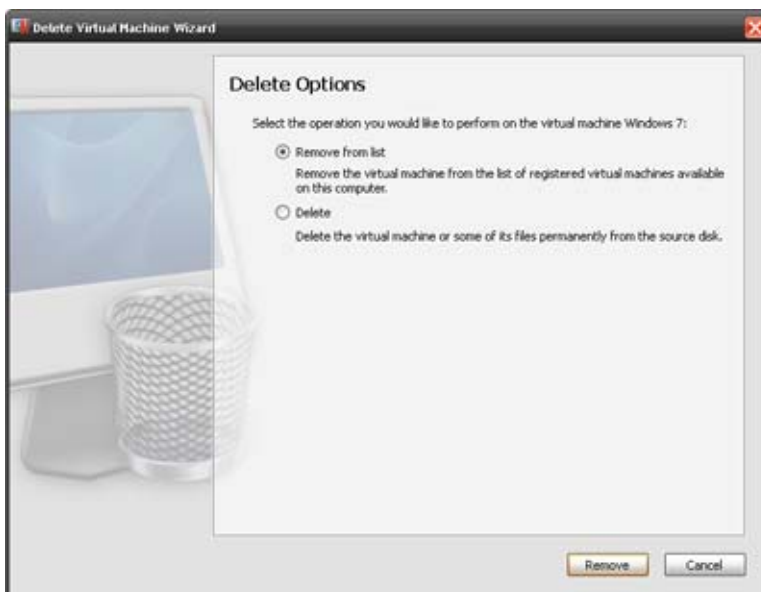 Delete Virtual Machine Wizard
Delete Options
Select the operation you would like to perform on the virtual machine Windows 7:
Remove from list
Remove the virtual machine from the list of registered virtual machines available
on this computer.
Delete
Delete the virtual machine or some of its files permanently from the source disk.
Remove
Cancel